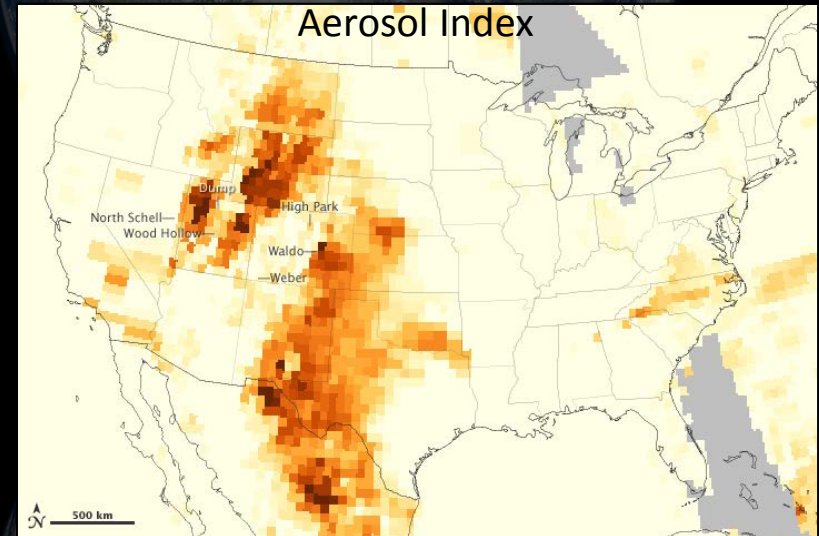 Aerosol Index
Dump
High Park
North Schell
Wood Hollow
Waldo
Weber
N
500 km